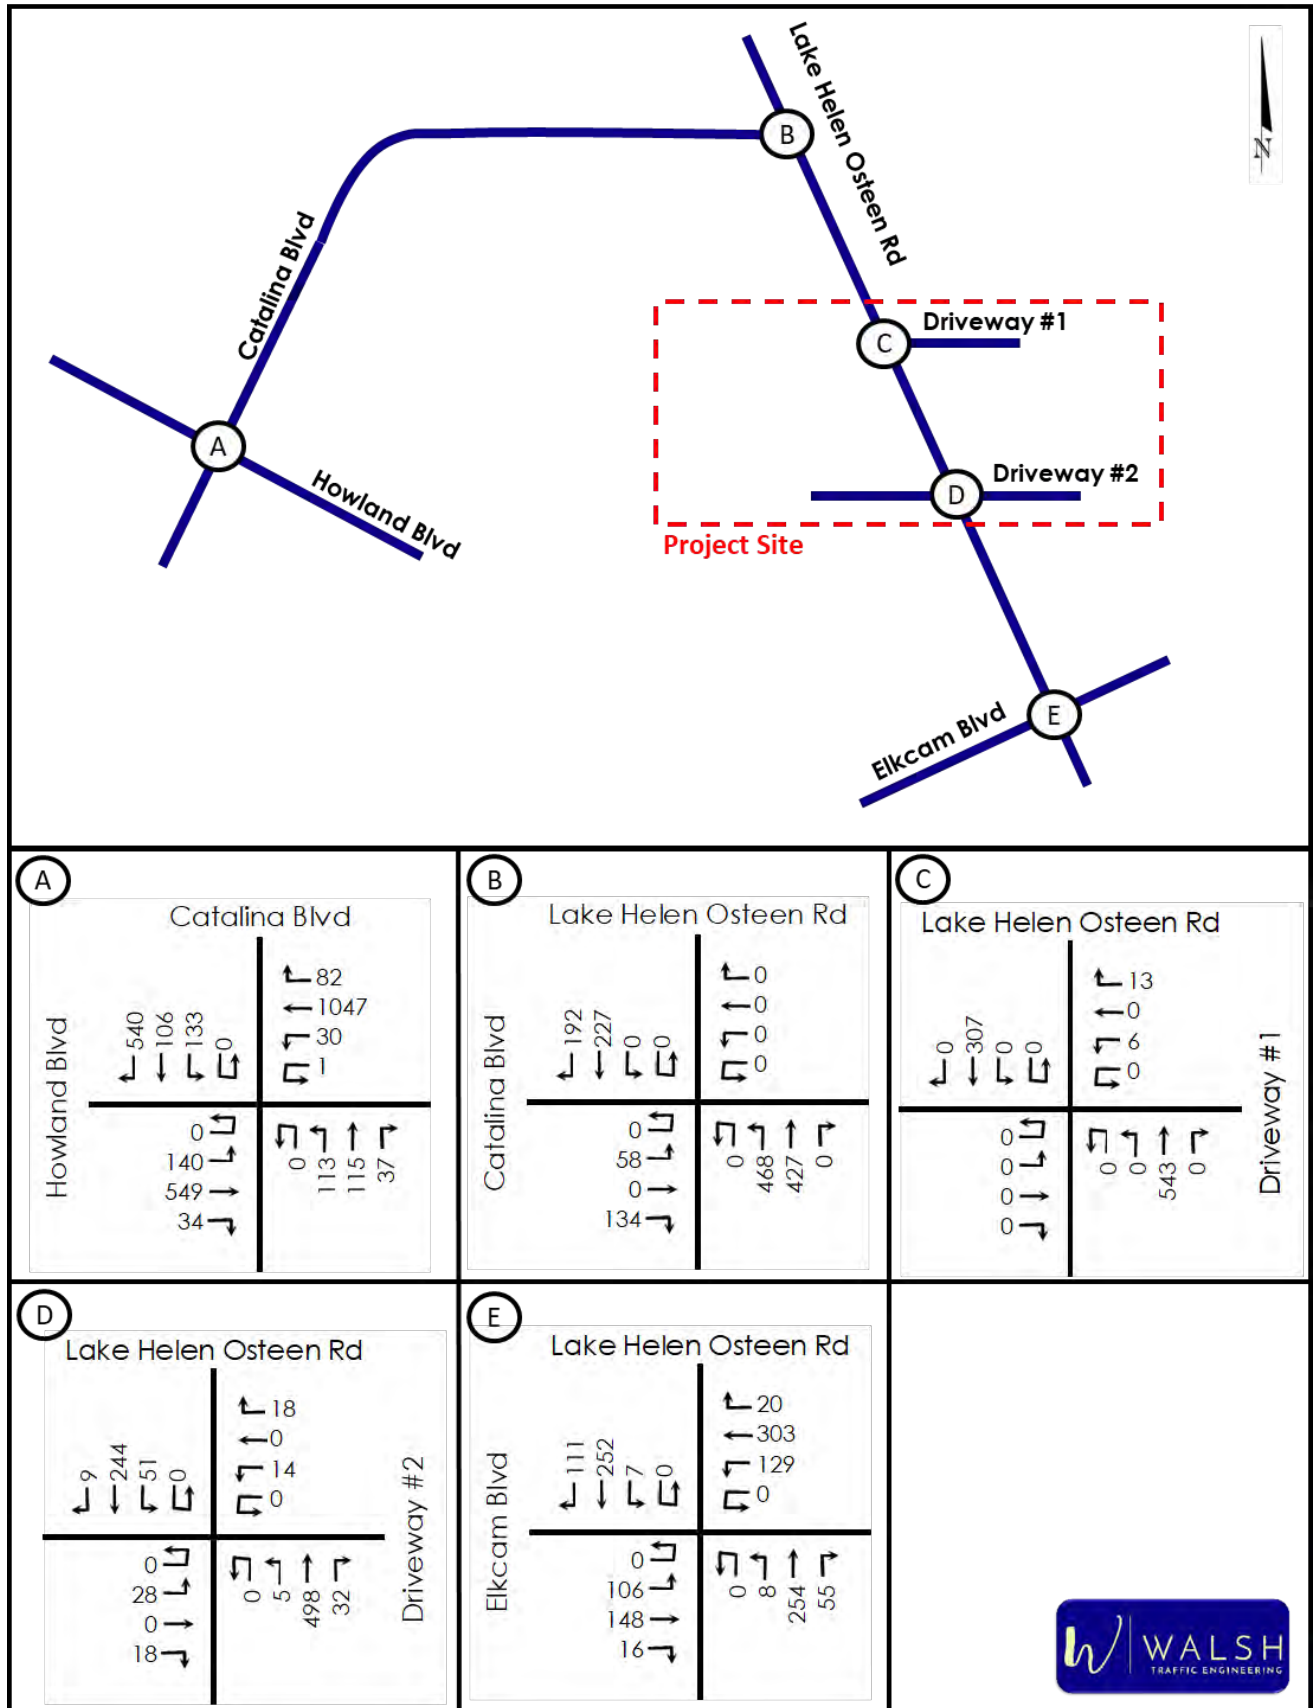 Lake Helen Osteen Rd
N
B
Catalina Blvd
C
Driveway #1
A
Howland Blvd
D
Driveway #2
Project Site
E
Elkcam Blvd
A
Catalina Blvd
Howland Blvd
540
106
133
0
82
1047
30
1
0
140
549
34
0
113
115
37
B
Lake Helen Osteen Rd
Catalina Blvd
192
227
0
0
0
0
0
0
0
58
0
134
0
468
427
0
C
Lake Helen Osteen Rd
Driveway #1
0
307
0
0
13
0
6
0
0
0
0
0
0
0
543
0
D
Lake Helen Osteen Rd
Driveway #2
9
244
51
0
18
0
14
0
0
28
0
18
0
5
498
32
E
Lake Helen Osteen Rd
Elkcam Blvd
111
252
7
0
20
303
129
0
0
106
148
16
0
8
254
55
W WALSH
TRAFFIC ENGINEERING